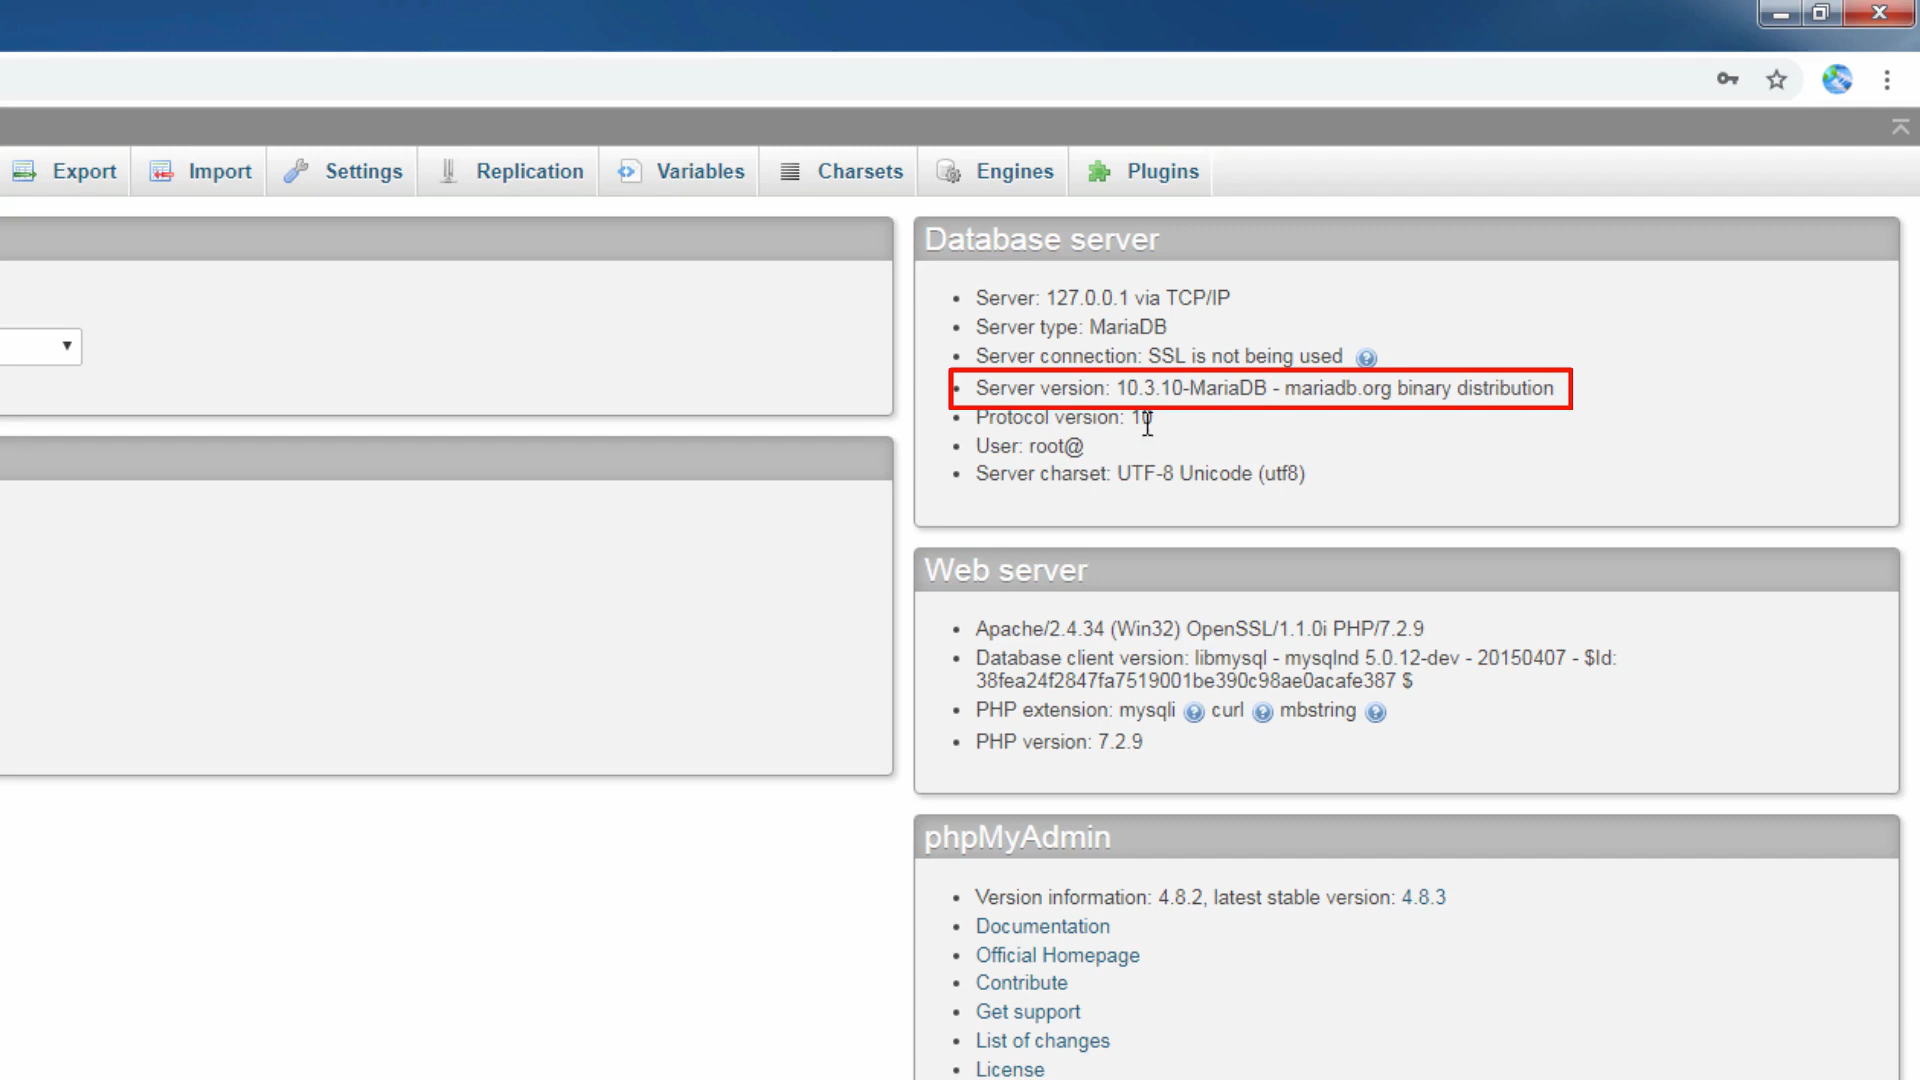 Export Import Settings Replication Variables Charsets Engines Plugins
Database server
Server: 127.0.0.1 via TCP/IP
Server type: MariaDB
Server connection: SSL is not being used
Server version: 10.3.10-MariaDB - mariadb.org binary distribution
Protocol version: 10
User: root@
Server charset: UTF-8 Unicode (utf8)
Web server
Apache/2.4.34 (Win32) OpenSSL/1.1.0i PHP/7.2.9
Database client version: libmysql - mysqlnd 5.0.12-dev - 20150407 - $Id:
38fea24f2847fa7519001be390c98ae0acafe387 $
PHP extension: mysqli curl mbstring
PHP version: 7.2.9
phpMyAdmin
Version information: 4.8.2, latest stable version: 4.8.3
Documentation
Official Homepage
Contribute
Get support
List of changes
License